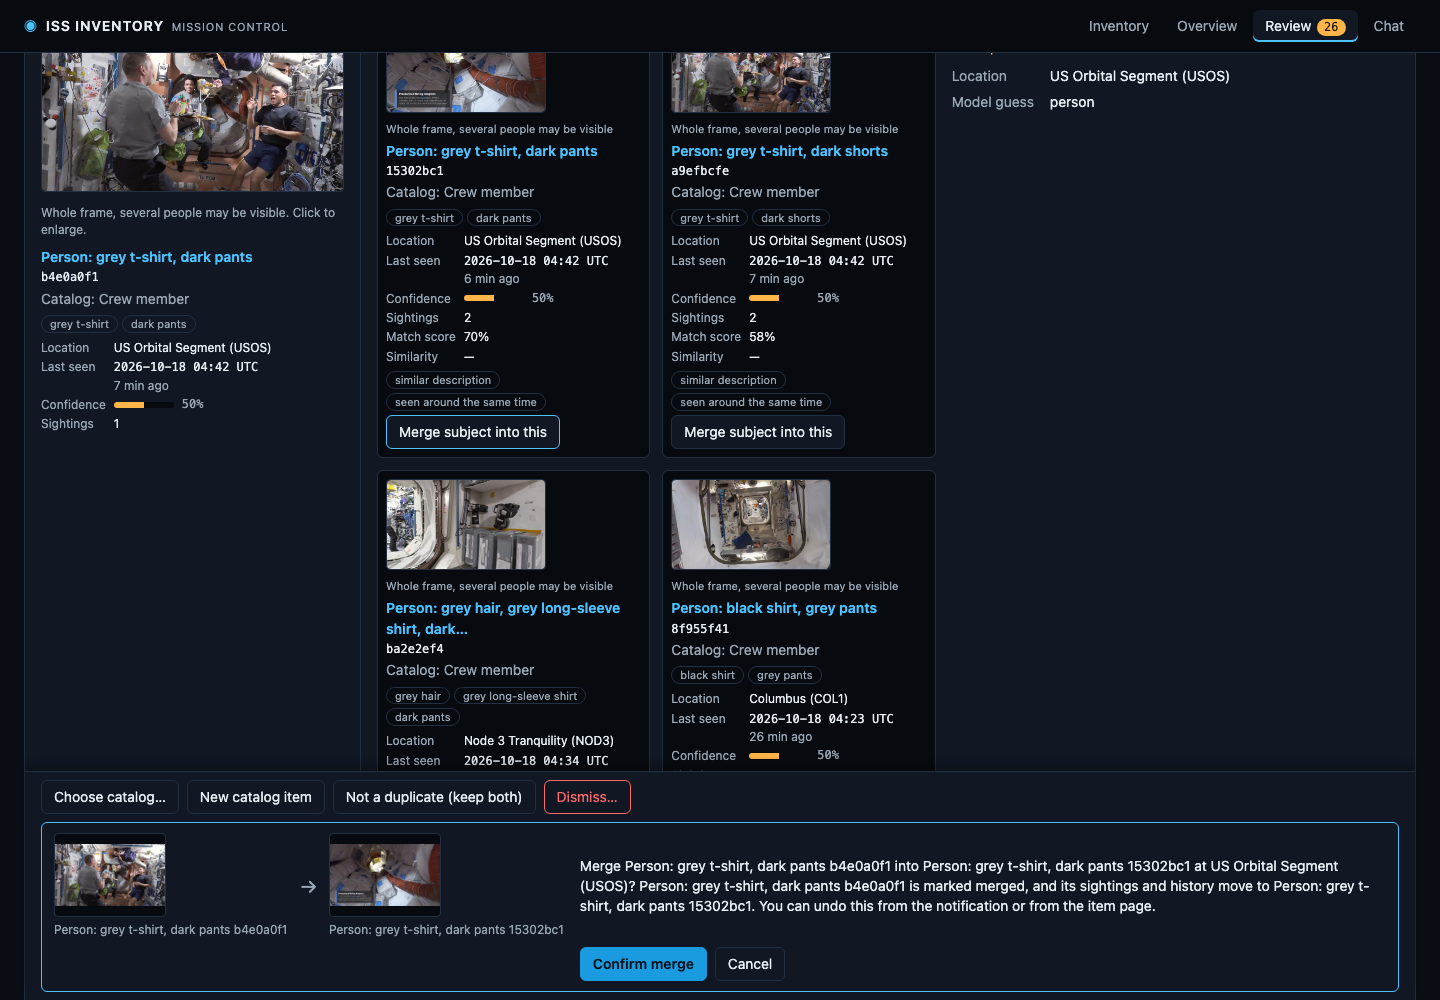 ISS INVENTORY MISSION CONTROL
Inventory
Overview
Review 26
Chat
Whole frame, several people may be visible. Click to
enlarge.
Person: grey t-shirt, dark pants
b4e0a0f1
Catalog: Crew member
grey t-shirt
dark pants
Location US Orbital Segment (USOS)
Last seen 2026-10-18 04:42 UTC
7 min ago
Confidence 50%
Sightings 1
Whole frame, several people may be visible
Person: grey t-shirt, dark pants
15302bc1
Catalog: Crew member
grey t-shirt
dark pants
Location US Orbital Segment (USOS)
Last seen 2026-10-18 04:42 UTC
6 min ago
Confidence 50%
Sightings 2
Match score 70%
Similarity —
similar description
seen around the same time
Merge subject into this
Whole frame, several people may be visible
Person: grey t-shirt, dark shorts
a9efbcfe
Catalog: Crew member
grey t-shirt
dark shorts
Location US Orbital Segment (USOS)
Last seen 2026-10-18 04:42 UTC
7 min ago
Confidence 50%
Sightings 2
Match score 58%
Similarity —
similar description
seen around the same time
Merge subject into this
Whole frame, several people may be visible
Person: grey hair, grey long-sleeve
shirt, dark...
ba2e2ef4
Catalog: Crew member
grey hair
grey long-sleeve shirt
dark pants
Location Node 3 Tranquility (NOD3)
Last seen 2026-10-18 04:34 UTC
Whole frame, several people may be visible
Person: black shirt, grey pants
8f955f41
Catalog: Crew member
black shirt
grey pants
Location Columbus (COL1)
Last seen 2026-10-18 04:23 UTC
26 min ago
Confidence 50%
Location US Orbital Segment (USOS)
Model guess person
Choose catalog...
New catalog item
Not a duplicate (keep both)
Dismiss...
Person: grey t-shirt, dark pants b4e0a0f1
→
Person: grey t-shirt, dark pants 15302bc1
Merge Person: grey t-shirt, dark pants b4e0a0f1 into Person: grey t-shirt, dark pants 15302bc1 at US Orbital Segment
(USOS)? Person: grey t-shirt, dark pants b4e0a0f1 is marked merged, and its sightings and history move to Person: grey t-
shirt, dark pants 15302bc1. You can undo this from the notification or from the item page.
Confirm merge
Cancel